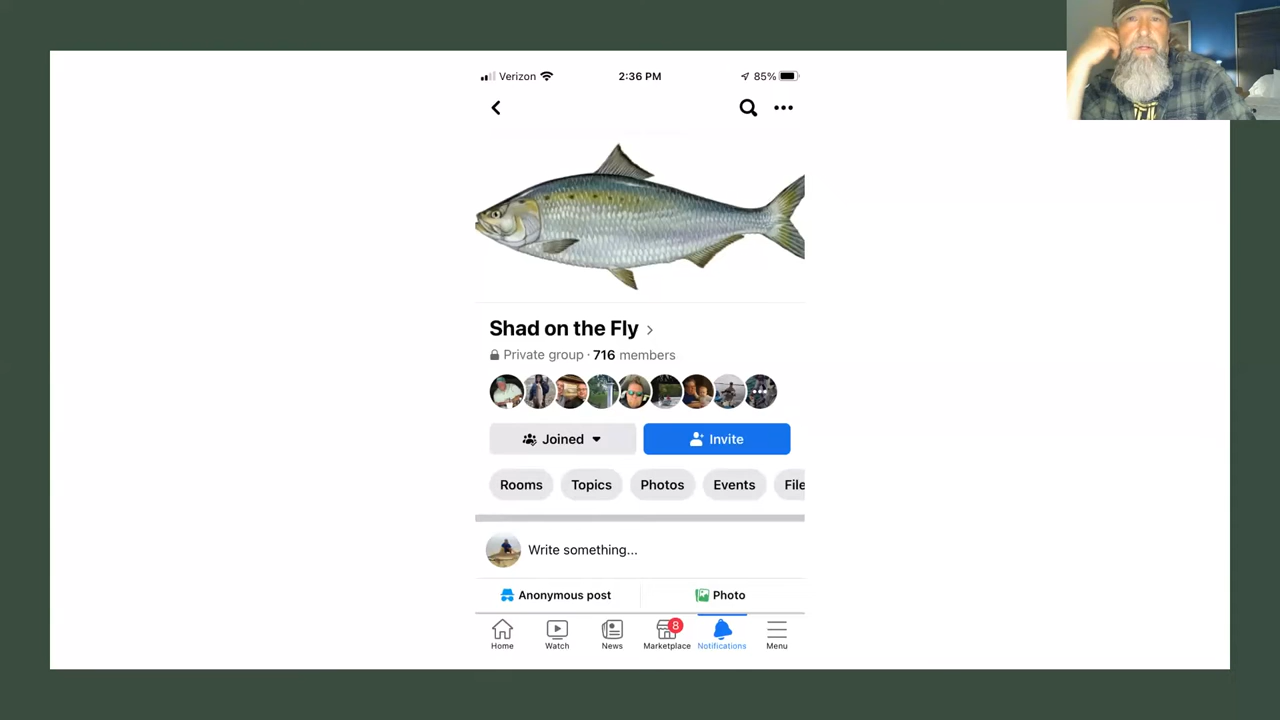 Verizon 2:36 PM 85%
Shad on the Fly
Private group · 716 members
Joined Invite
Rooms Topics Photos Events File
Write something...
Anonymous post Photo
8
Home Watch News Marketplace Notifications Menu